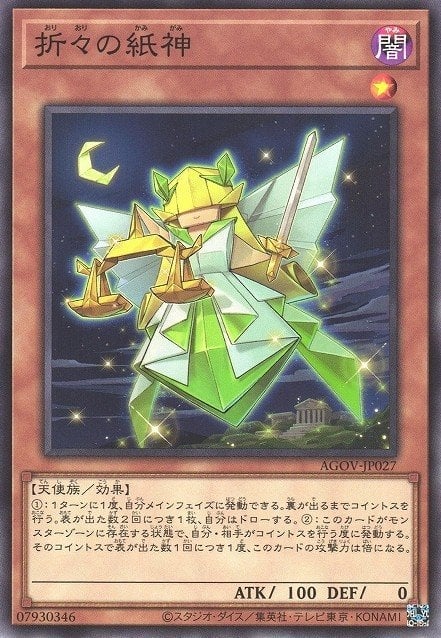 折々の紙神
闇
AGOV-JP027
【天使族／効果】
①：1ターンに1度、自分メインフェイズに発動できる。裏が出るまでコイントスを
行う。表が出た数2回につき1枚、自分はドローする。②：このカードがモン
スターゾーンに存在する状態で、自分・相手がコイントスを行う度に発動する。
そのコイントスで表が出た数1回につき1度、このカードの攻撃力は倍になる。
ATK/ 100 DEF/ 0
07930346 ©スタジオ・ダイス／集英社・テレビ東京・KONAMI